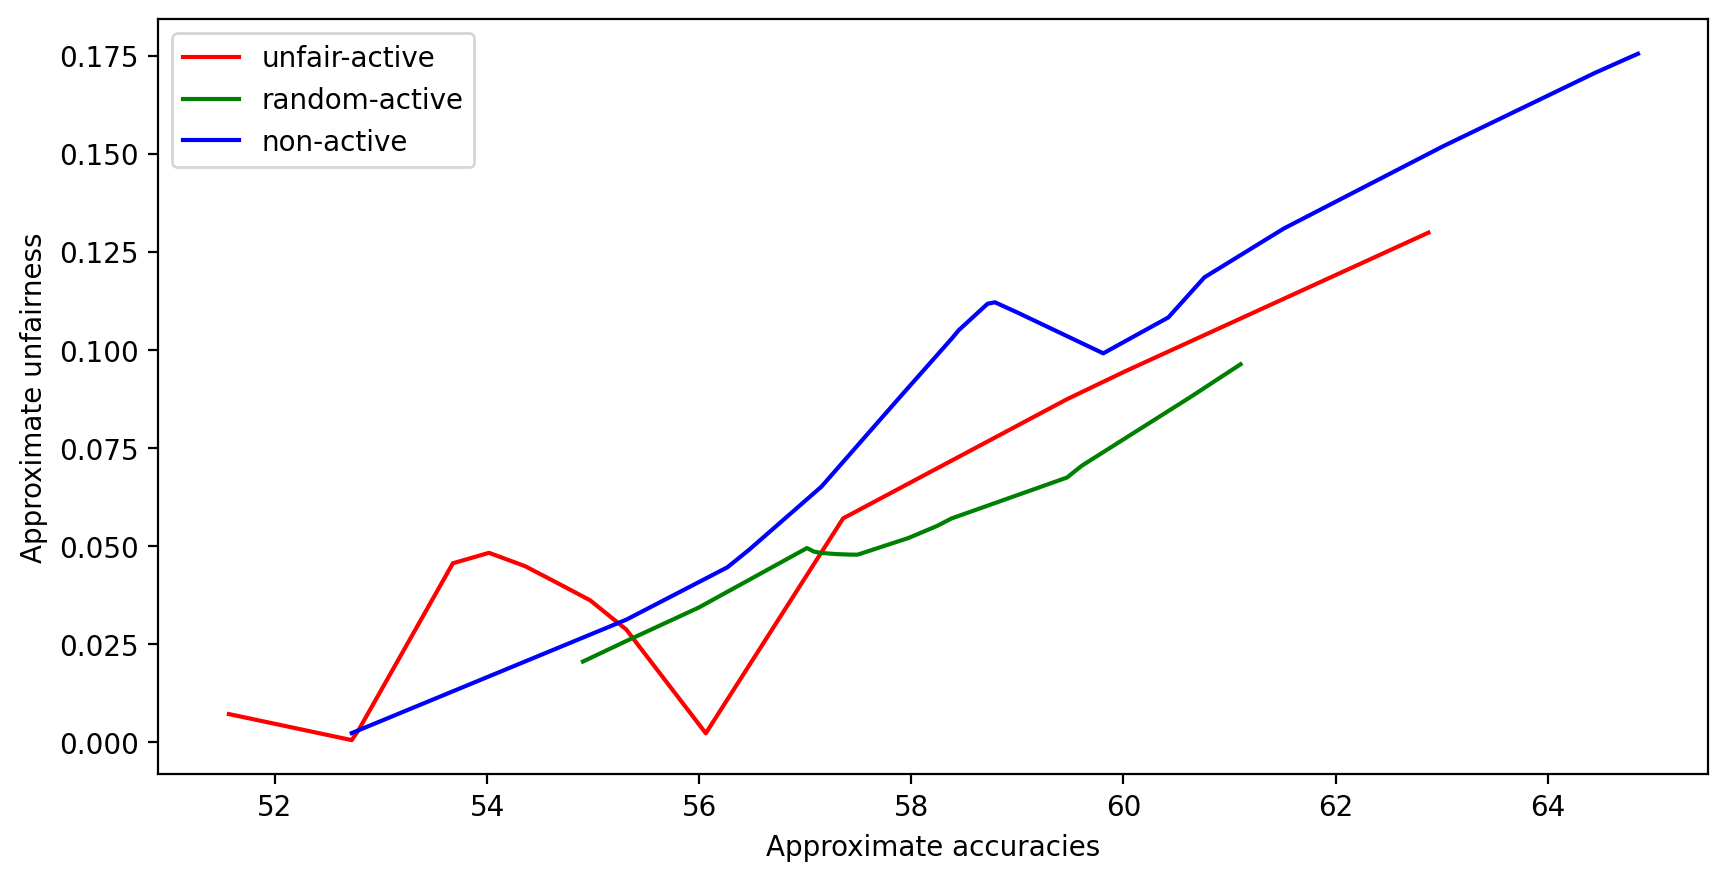 unfair-active
random-active
non-active
Approximate unfairness
0.175
0.150
0.125
0.100
0.075
0.050
0.025
0.000
52 54 56 58 60 62 64
Approximate accuracies